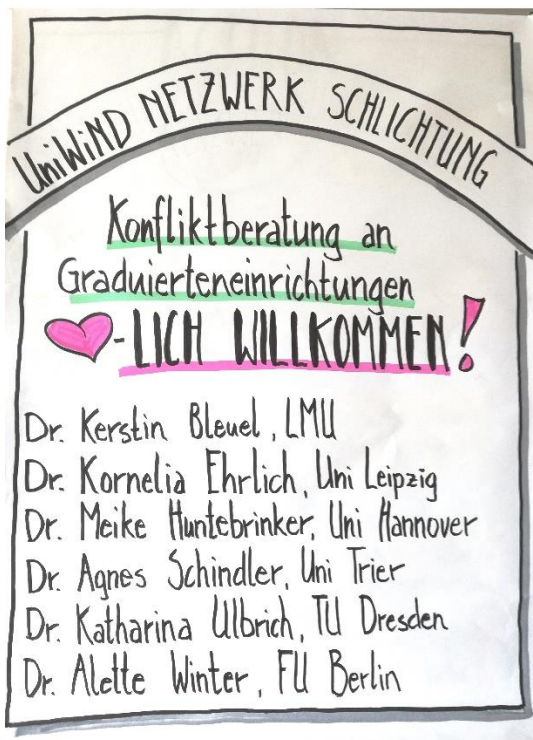 UniWiND NETZWERK SCHLICHTUNG
Konfliktberatung an
Graduierteneinrichtungen
-LICH WILLKOMMEN!
Dr. Kerstin Bleuel, LMU
Dr. Kornelia Ehrlich, Uni Leipzig
Dr. Meike Huntebrinker, Uni Hannover
Dr. Agnes Schindler, Uni Trier
Dr. Katharina Ulbrich, TU Dresden
Dr. Alette Winter, FU Berlin